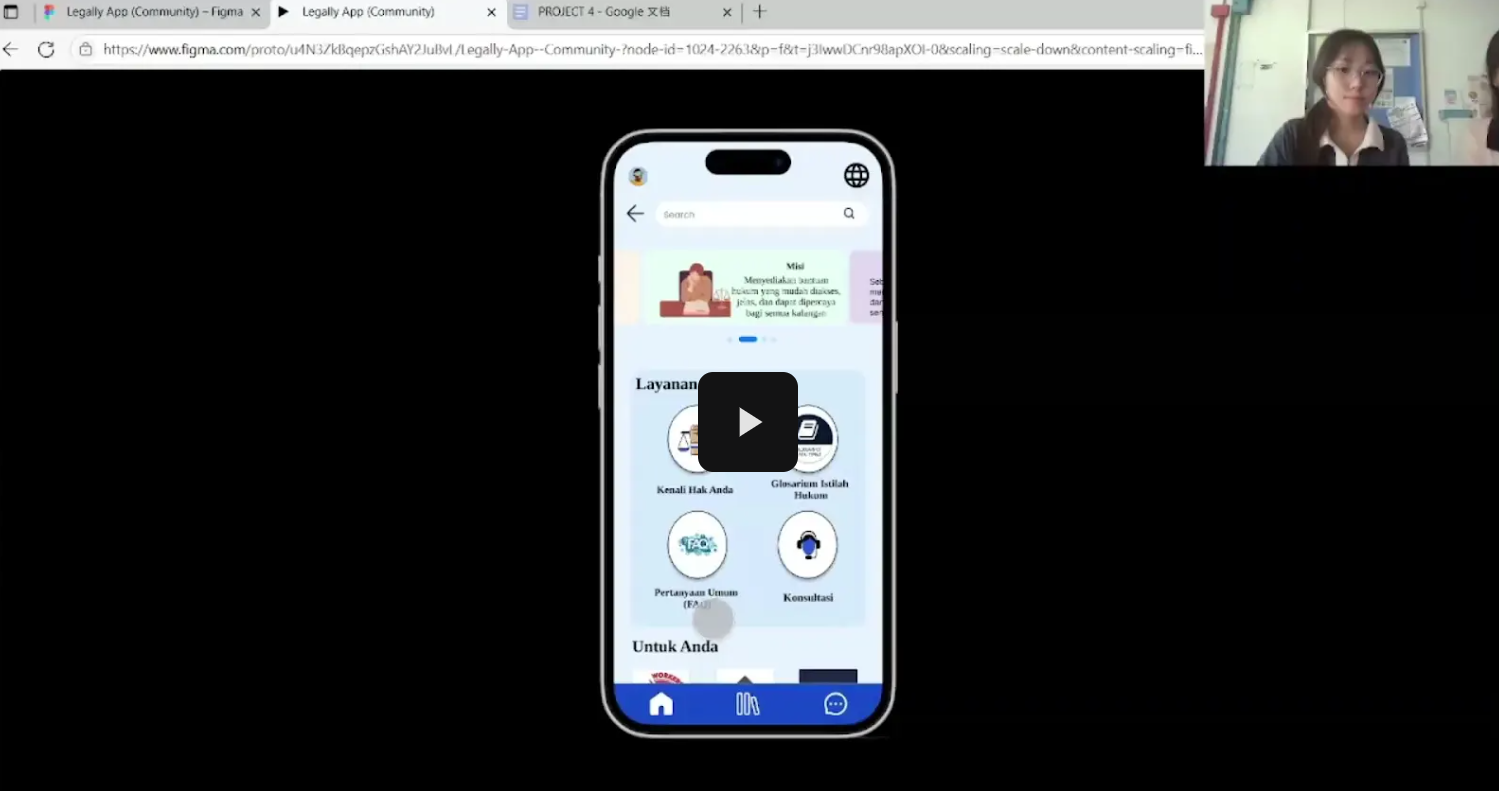 Legally App (Community) – Figma
Legally App (Community)
PROJECT 4 - Google 文档
https://www.figma.com/proto/u4N3ZkBqepzGshAY2JuBvL/Legally-App--Community-?node-id=1024-2263&p=f&t=j3IwwDCnr98apXOI-0&scaling=scale-down&content-scaling=fi...
Search
Misi
Menyediakan bantuan
hukum yang mudah diakses,
jelas, dan dapat dipercaya
bagi semua kalangan
Layanan
Kenali Hak Anda
Glosarium Istilah
Hukum
FAQ
Pertanyaan Umum
(FAQ)
Konsultasi
Untuk Anda
WORKER